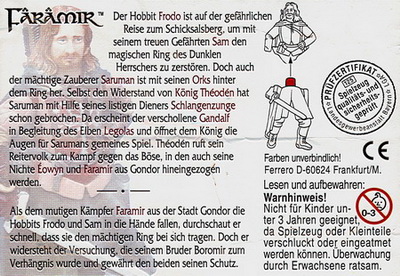 FÂRÂMIR™
Der Hobbit Frodo ist auf der gefährlichen
Reise zum Schicksalsberg, um mit
seinem treuen Gefährten Sam den
magischen Ring des Dunklen
Herrschers zu zerstören. Doch auch
der mächtige Zauberer Saruman ist mit seinen Orks hinter
dem Ring her. Selbst den Widerstand von König Théodén hat
Saruman mit Hilfe seines listigen Dieners Schlangenzunge
schon gebrochen. Da erscheint der verschollene Gandalf
in Begleitung des Elben Legolas und öffnet dem König die
Augen für Sarumans gemeines Spiel. Théodén ruft sein
Reitervolk zum Kampf gegen das Böse, in den auch seine
Nichte Éowyn und Faramir aus Gondor hineingezogen
werden.
Als dem mutigen Kämpfer Faramir aus der Stadt Gondor die
Hobbits Frodo und Sam in die Hände fallen, durchschaut er
schnell, dass sie den mächtigen Ring bei sich tragen. Doch er
widersteht der Versuchung, die seinem Bruder Boromir zum
Verhängnis wurde und gewährt den beiden seinen Schutz.
PRÜFZERTIFIKAT
Spielzeug
qualitäts- und
sicherheits-
geprüft
Landesgewerbeanstalt Bayern
LGA
CE
Farben unverbindlich!
Ferrero D-60624 Frankfurt/M.
Lesen und aufbewahren:
Warnhinweis!
Nicht für Kinder un-
ter 3 Jahren geeignet,
da Spielzeug oder Kleinteile
verschluckt oder eingeatmet
werden können. Überwachung
durch Erwachsene ratsam.
0-3